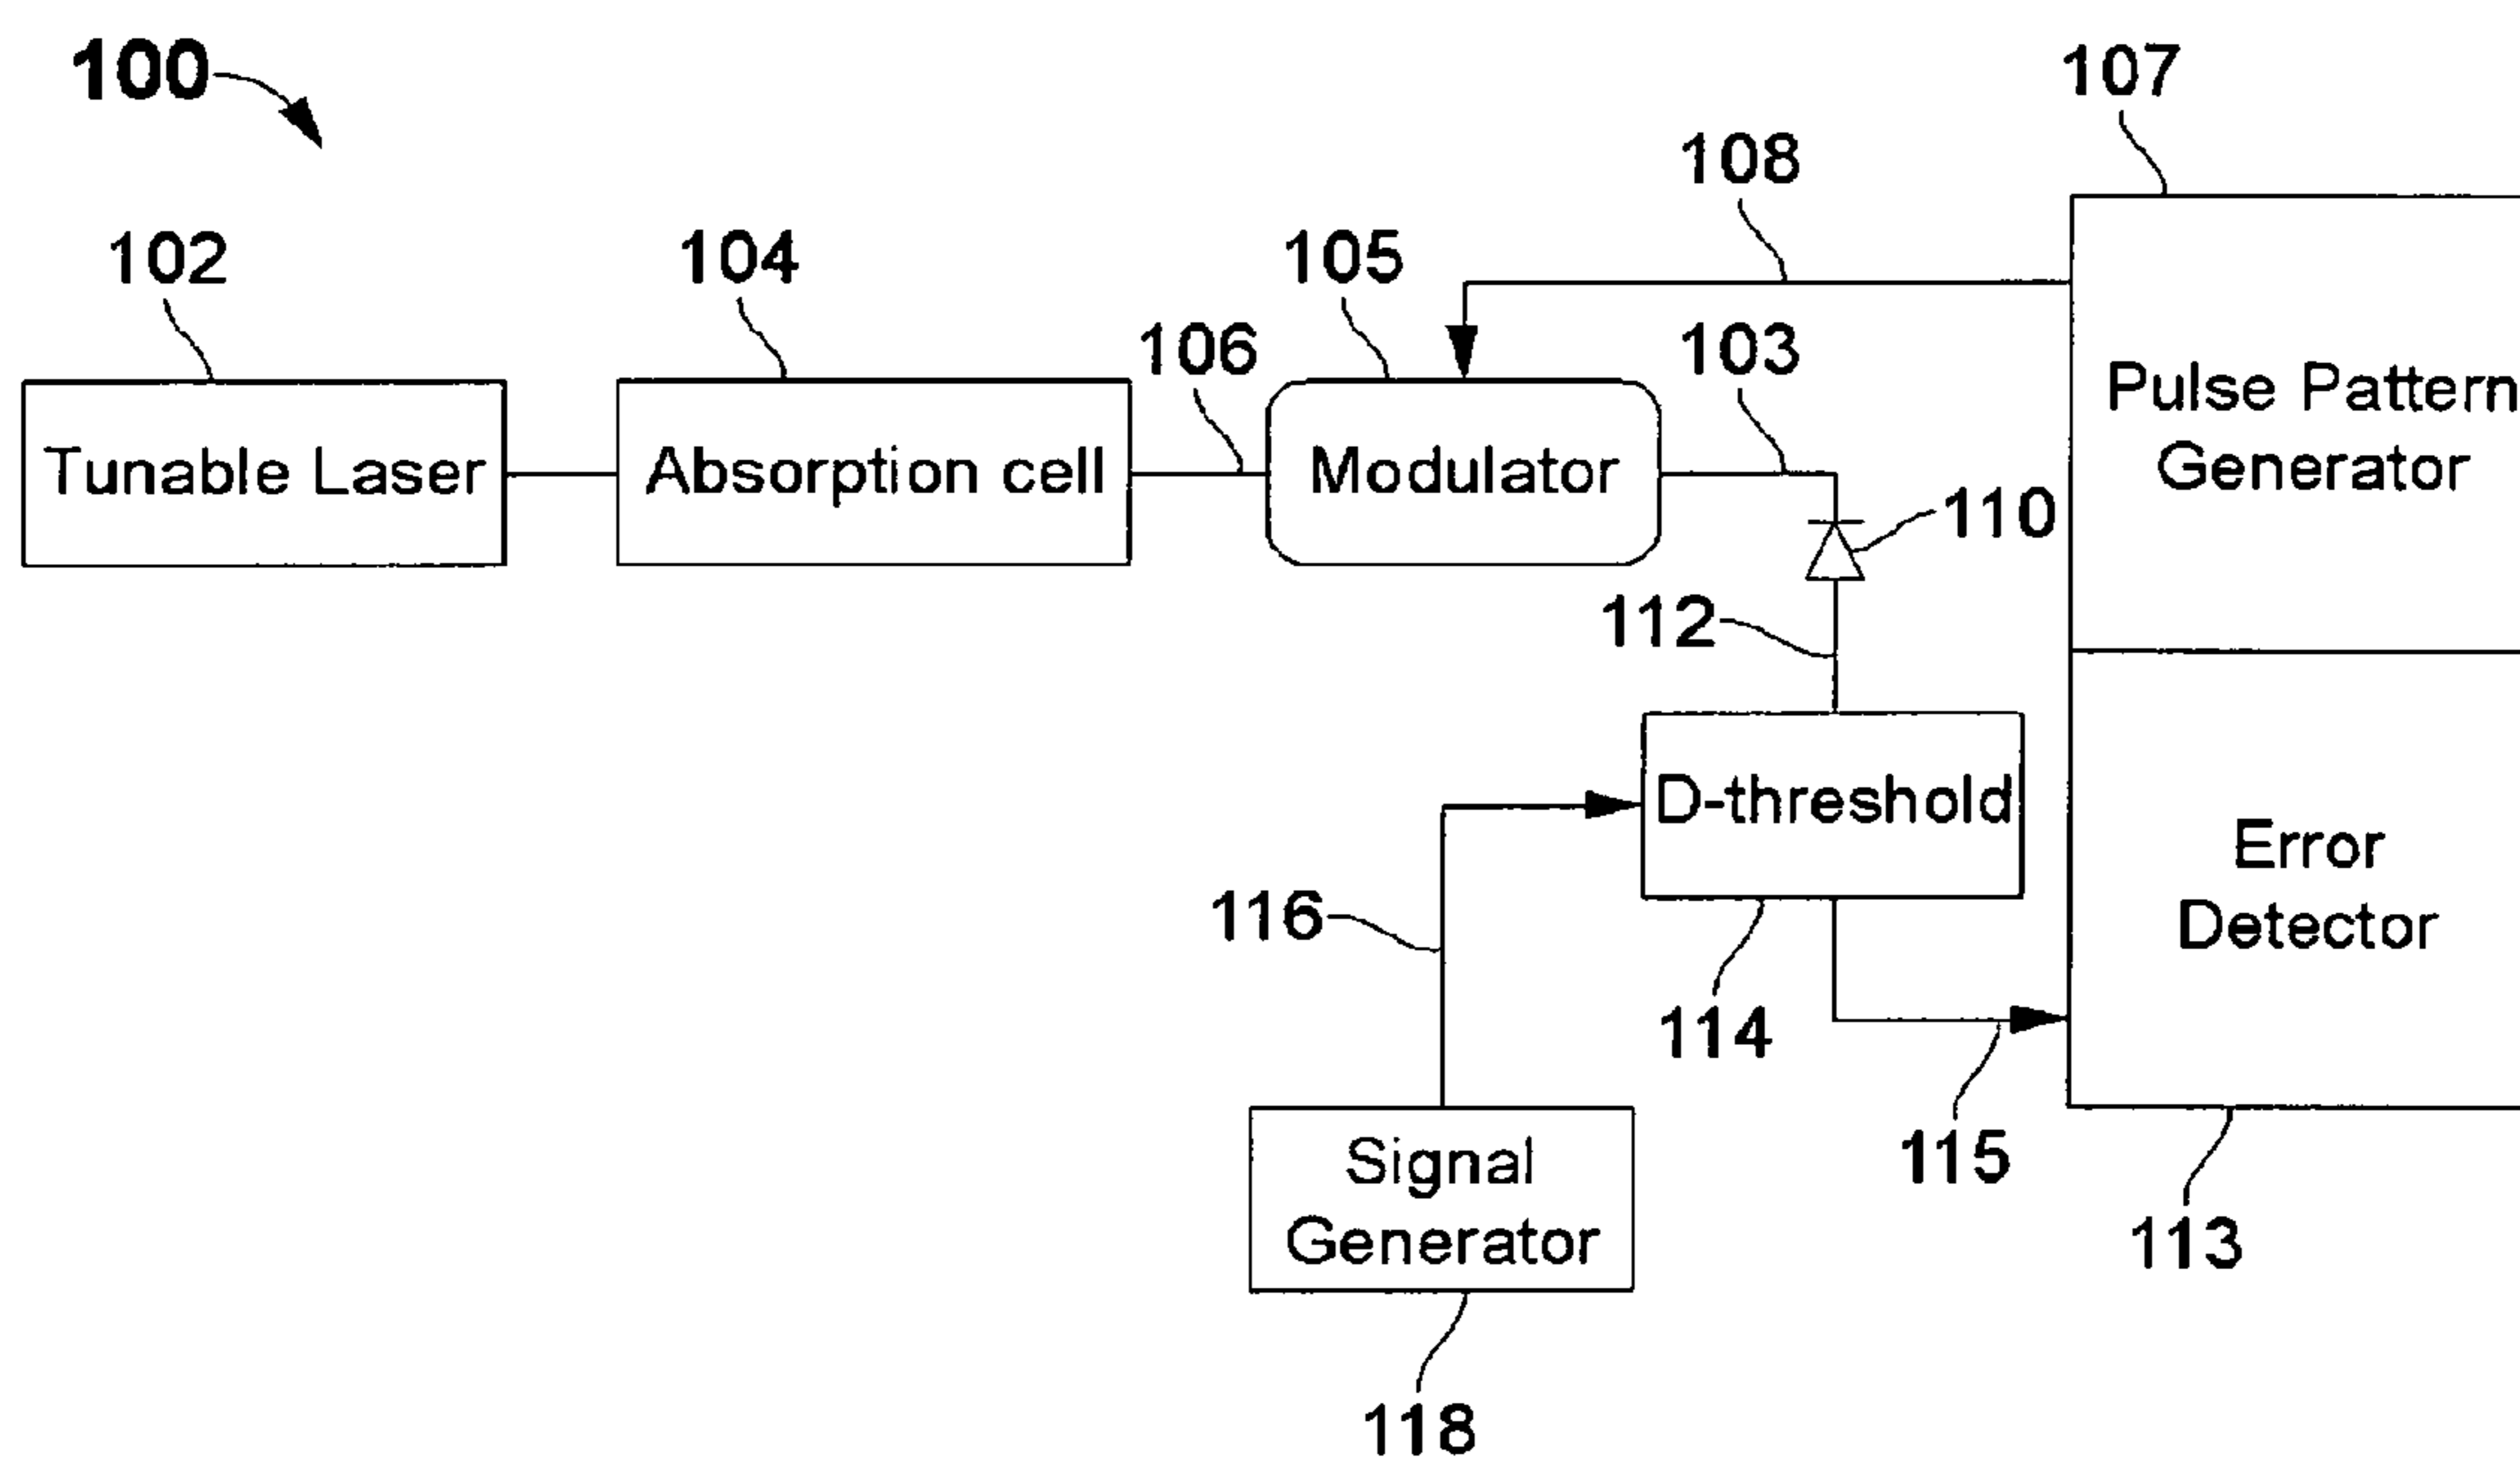 100
107
108
102
104
105
106
103
Tunable Laser
Absorption cell
Modulator
Pulse Pattern
Generator
110
112
D-threshold
Error
Detector
116
114
115
Signal
Generator
113
118